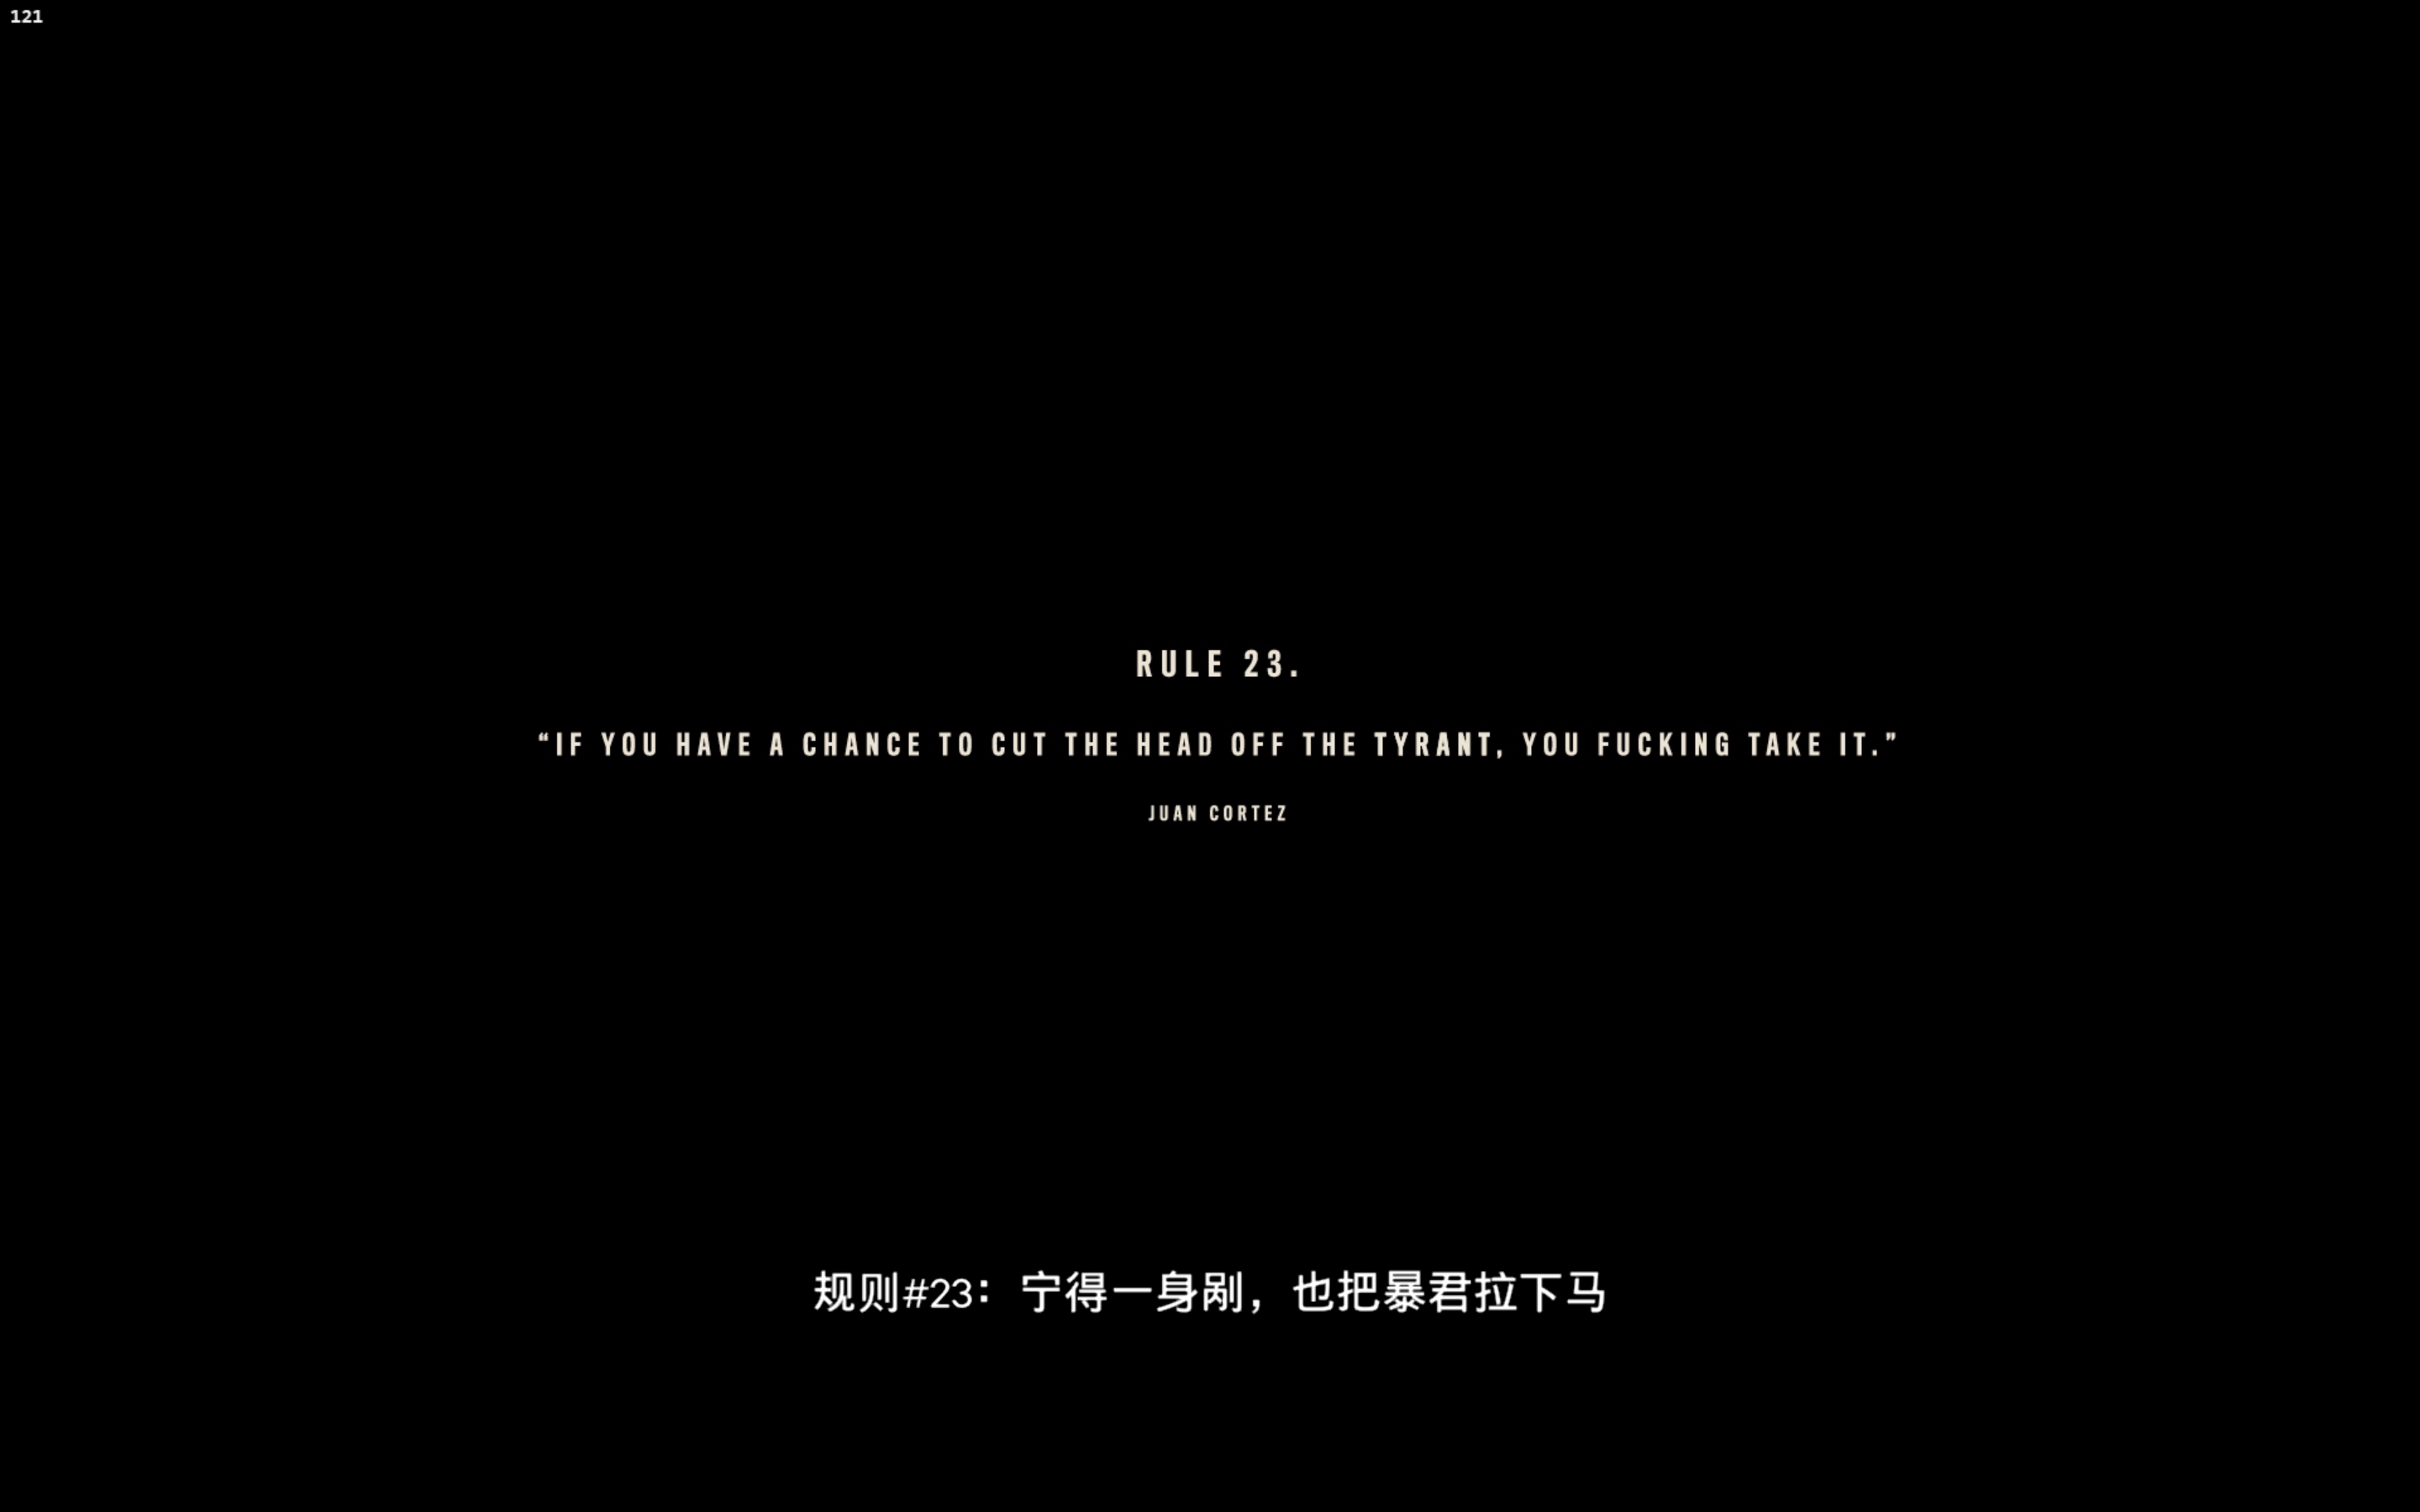 121
RULE 23.
“IF YOU HAVE A CHANCE TO CUT THE HEAD OFF THE TYRANT, YOU FUCKING TAKE IT.”
JUAN CORTEZ
规则#23：宁得一身剐，也把暴君拉下马